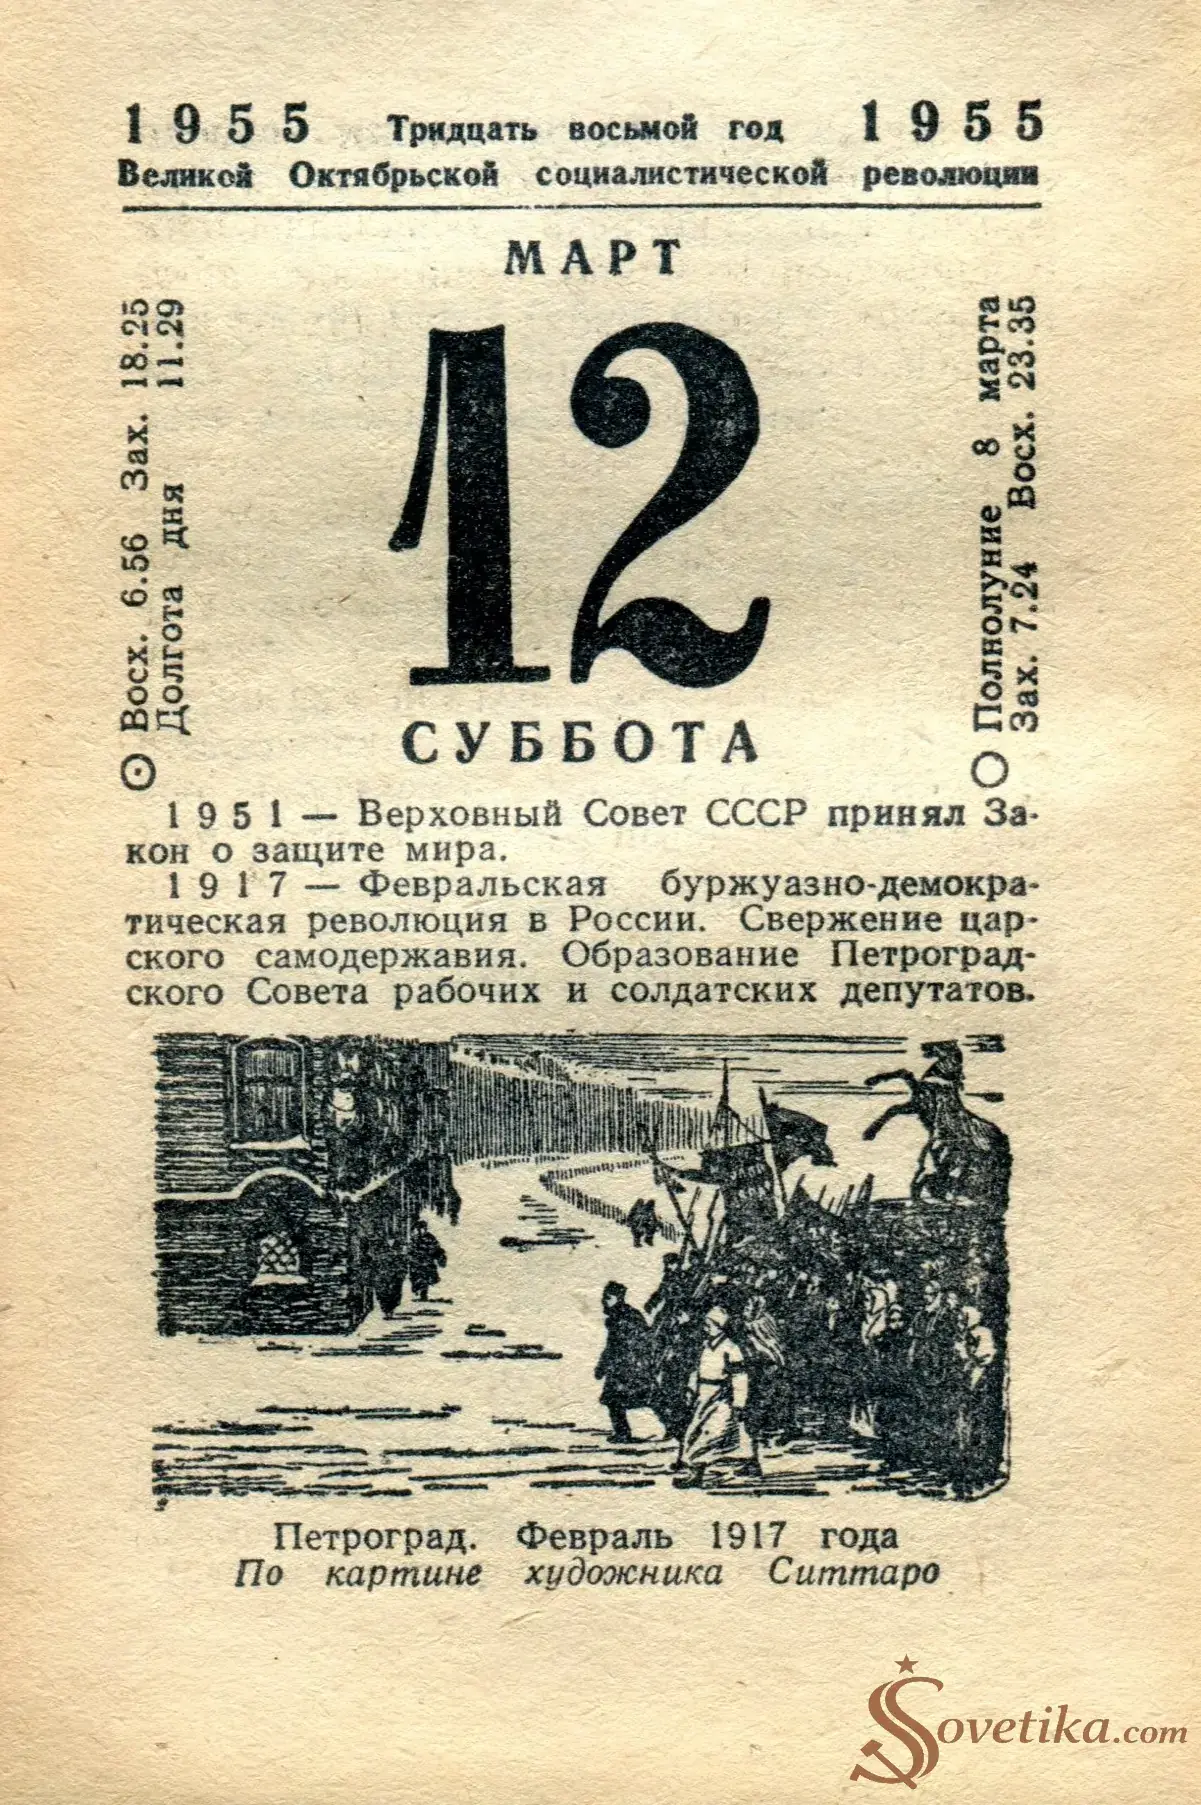 1955 Тридцать восьмой год 1955
Великой Октябрьской социалистической революции
МАРТ
Восх. 6.56 Зах. 18.25
Долгота дня 11.29
12
Полнолуние 8 марта
Зах. 7.24 Восх. 23.35
СУББОТА
1951 — Верховный Совет СССР принял За-
кон о защите мира.
1917 — Февральская буржуазно-демокра-
тическая революция в России. Свержение цар-
ского самодержавия. Образование Петроград-
ского Совета рабочих и солдатских депутатов.
Петроград. Февраль 1917 года
По картине художника Ситтаро
Sovetika.com